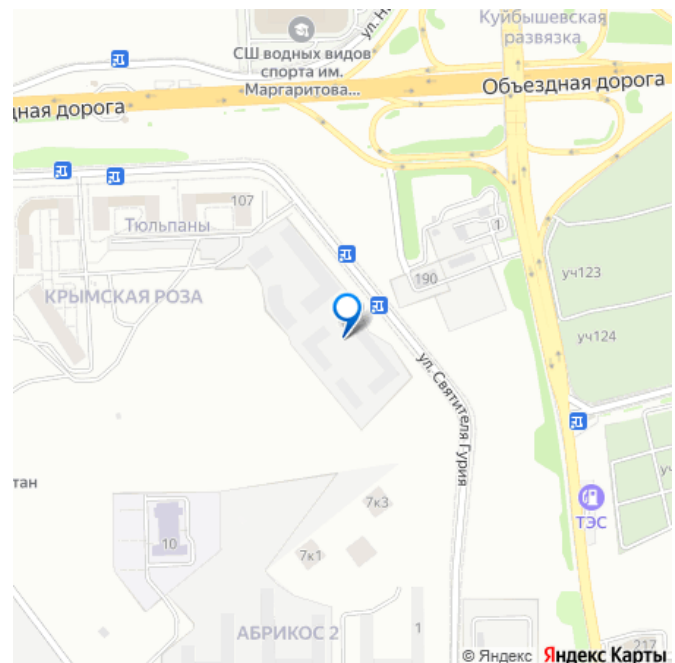 ул. Н
Куйбышевская
развязка
СШ водных видов
спорта им.
Маргаритова...
Объездная дорога
дная дорога
107
Тюльпаны
1
190
уч123
КРЫМСКАЯ РОЗА
уч124
ул. Святителя Гурия
тан
7к3
ТЭС
10
7к1
АБРИКОС 2
1
217
© Яндекс Яндекс Карты